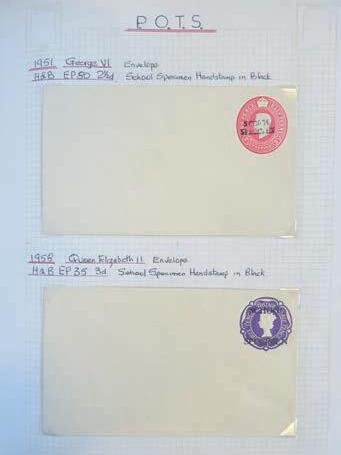 P.O.T.S.
1951 George VI Envelope
H&B EP50 2½d School Specimen Handstamp in Black
1958 Queen Elizabeth II Envelope
H&B EP35 3d School Specimen Handstamp in Black